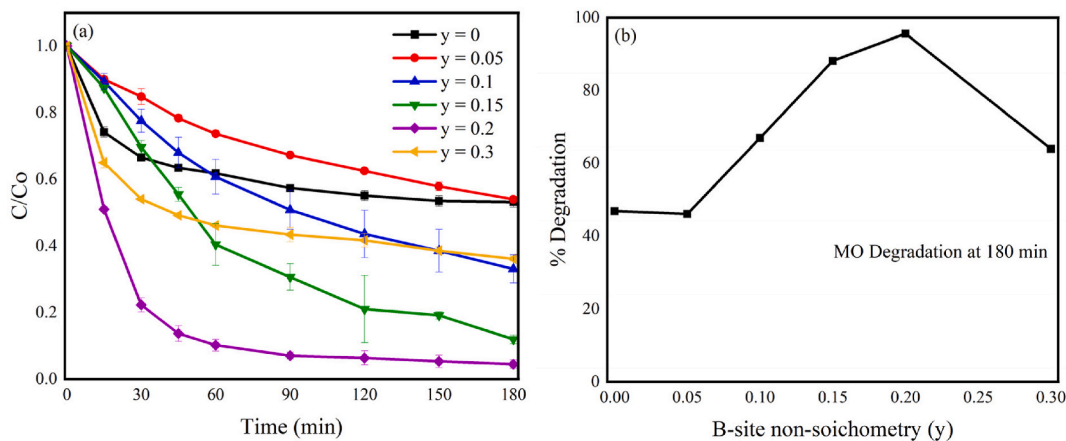 (a)
y = 0
y = 0.05
y = 0.1
y = 0.15
y = 0.2
y = 0.3
1.0
0.8
0.6
0.4
0.2
0.0
C/Co
0
15
30
60
90
120
150
180
Time (min)
(b)
100
80
60
40
20
0
% Degradation
MO Degradation at 180 min
0.00
0.05
0.10
0.15
0.20
0.25
0.30
B-site non-soichometry (y)